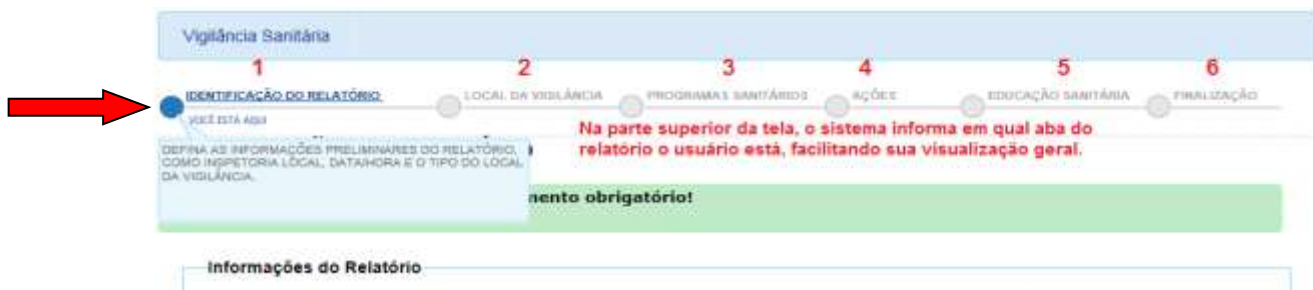 Vigilância Sanitária
1 2 3 4 5 6
IDENTIFICAÇÃO DO RELATÓRIO LOCAL DA VIGILÂNCIA PROGRAMAS SANITÁRIOS AÇÕES EDUCAÇÃO SANITÁRIA FINALIZAÇÃO
VOCÊ ESTÁ AQUI
Na parte superior da tela, o sistema informa em qual aba do
relatório o usuário está, facilitando sua visualização geral.
DEFINA AS INFORMAÇÕES PRELIMINARES DO RELATÓRIO,
COMO INSPETORIA LOCAL, DATA/HORA E O TIPO DO LOCAL
DA VIGILÂNCIA.
mento obrigatório!
Informações do Relatório